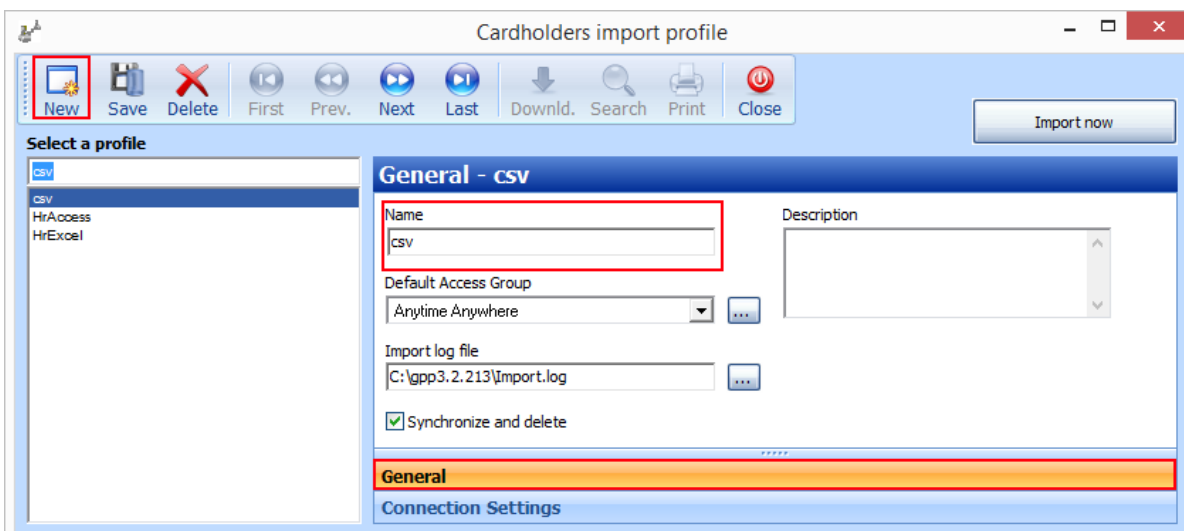 Cardholders import profile
New Save Delete First Prev. Next Last Downld. Search Print Close
Import now
Select a profile
csv
csv
HrAccess
HrExcel
General - csv
Name
csv
Description
Default Access Group
Anytime Anywhere
...
Import log file
C:\gpp3.2.213\Import.log
...
Synchronize and delete
General
Connection Settings